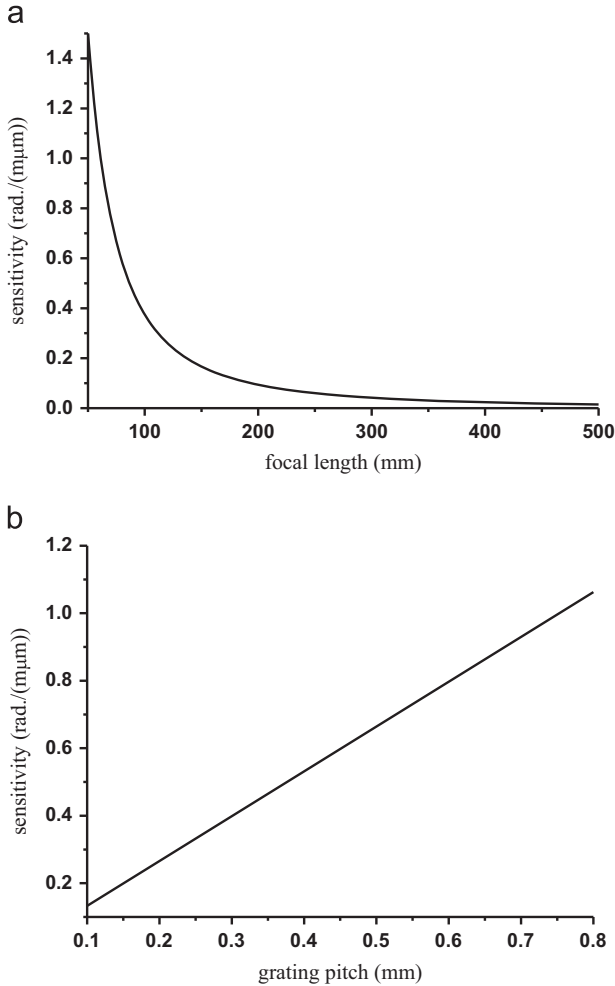 a
sensitivity (rad./(mμm))
1.4
1.2
1.0
0.8
0.6
0.4
0.2
0.0
100 200 300 400 500
focal length (mm)
b
sensitivity (rad./(mμm))
1.2
1.0
0.8
0.6
0.4
0.2
0.1 0.2 0.3 0.4 0.5 0.6 0.7 0.8
grating pitch (mm)